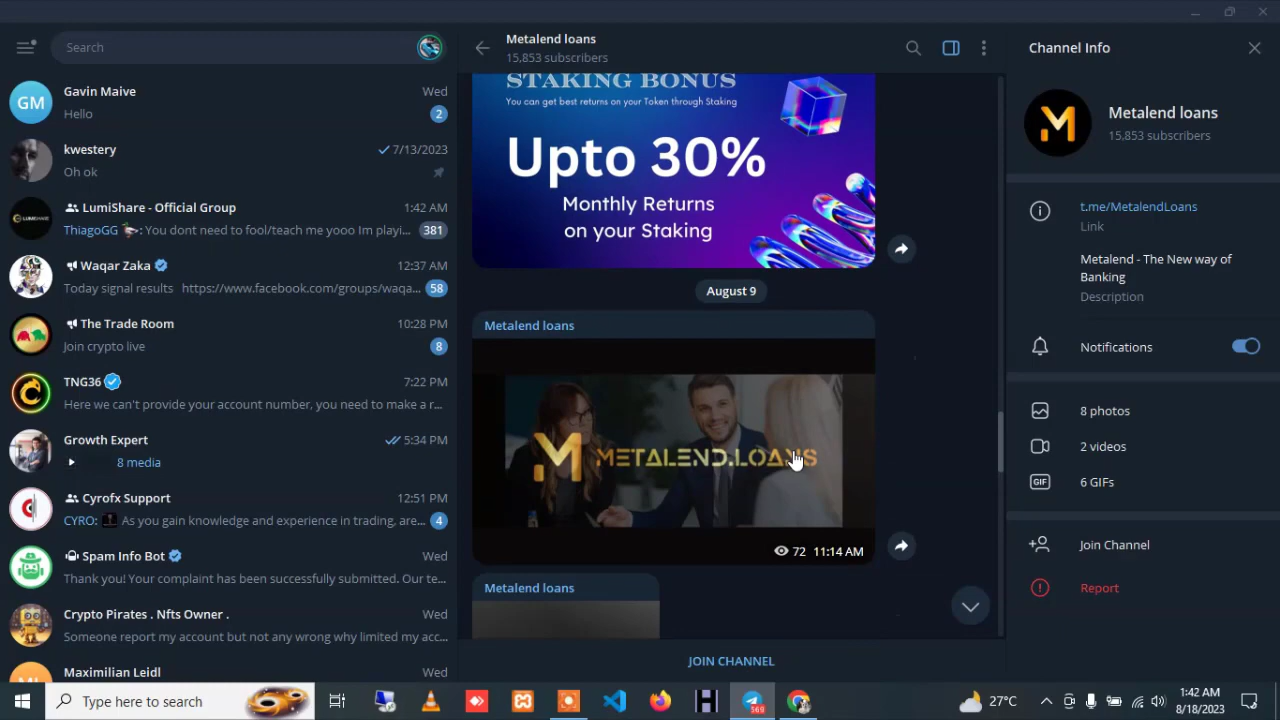 Search
Gavin Maive
Wed
Hello
2
kwestery
7/13/2023
Oh ok
LUMISHARE
LumiShare - Official Group
1:42 AM
ThiagoGG 🦆: You dont need to fool/teach me yooo Im playi...
381
Waqar Zaka
12:37 AM
Today signal results https://www.facebook.com/groups/waqa...
58
The Trade Room
10:28 PM
Join crypto live
8
TNG36
7:22 PM
Here we can't provide your account number, you need to make a r...
Growth Expert
5:34 PM
8 media
Cyrofx Support
12:51 PM
CYRO: As you gain knowledge and experience in trading, are...
4
Spam Info Bot
Wed
Thank you! Your complaint has been successfully submitted. Our te...
Crypto Pirates . Nfts Owner .
Wed
Someone report my account but not any wrong why limited my acc...
ML
Maximilian Leidl
Wed
Metalend loans
15,853 subscribers
STAKING BONUS
You can get best returns on your Token through Staking
Upto 30%
Monthly Returns
on your Staking
August 9
Metalend loans
M METALEND.LOANS
72 11:14 AM
Metalend loans
JOIN CHANNEL
Channel Info
M
Metalend loans
15,853 subscribers
t.me/MetalendLoans
Link
Metalend - The New way of
Banking
Description
Notifications
8 photos
2 videos
GIF
6 GIFs
Join Channel
Report
Type here to search
H
568
27°C
1:42 AM
8/18/2023